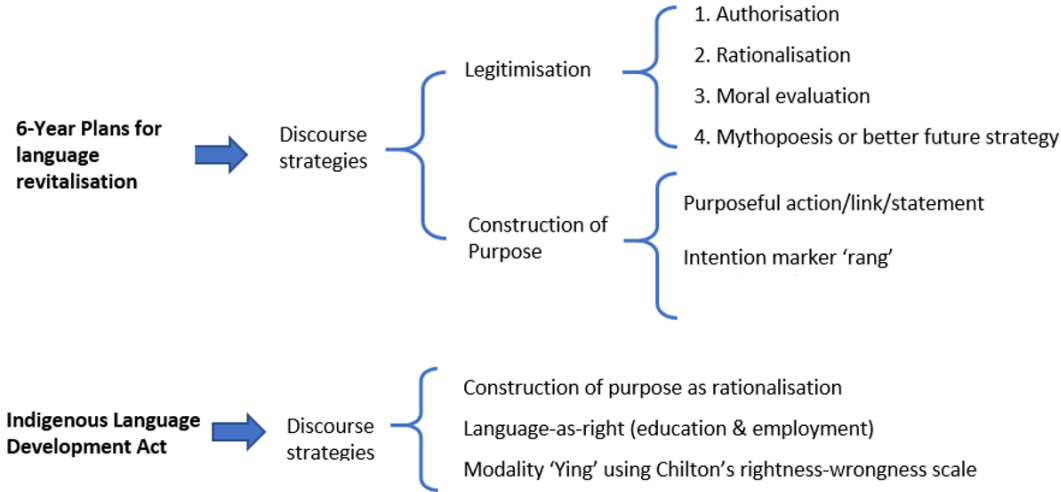 6-Year Plans for
language
revitalisation
Discourse
strategies
Legitimisation
1. Authorisation
2. Rationalisation
3. Moral evaluation
4. Mythopoesis or better future strategy
Construction of
Purpose
Purposeful action/link/statement
Intention marker ‘rang’
Indigenous Language
Development Act
Discourse
strategies
Construction of purpose as rationalisation
Language-as-right (education & employment)
Modality ‘Ying’ using Chilton’s rightness-wrongness scale